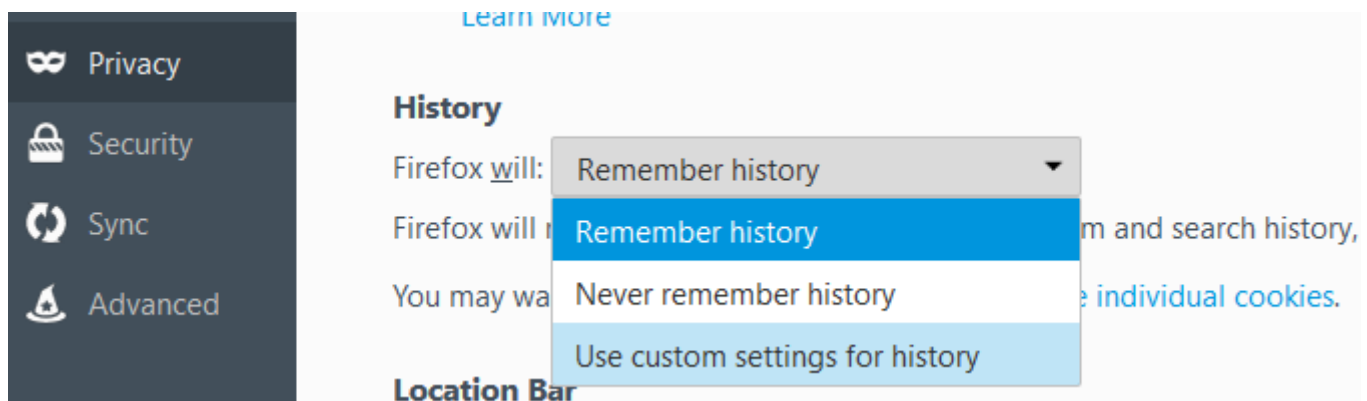 Learn More
Privacy
History
Security
Firefox will: Remember history
Remember history
Sync
Firefox will m and search history,
Never remember history
Advanced
You may wa individual cookies.
Use custom settings for history
Location Bar